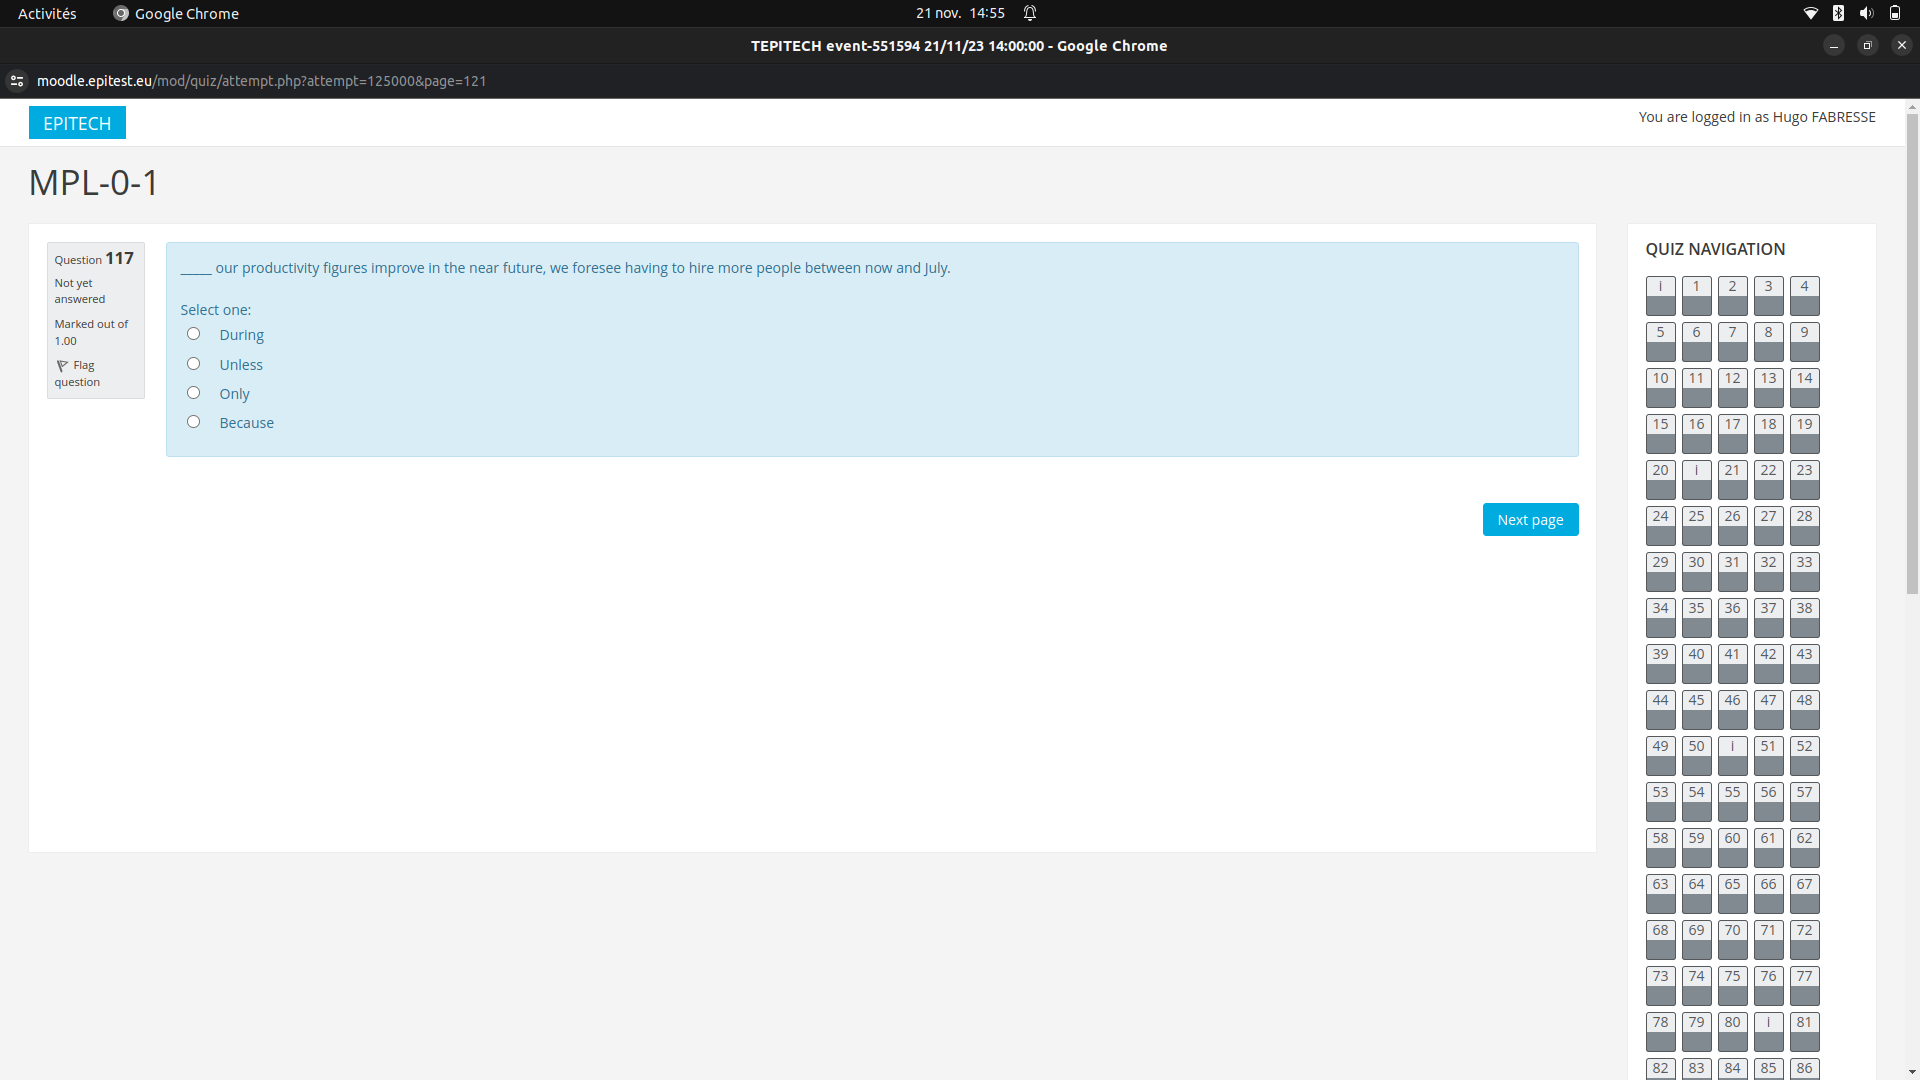 Activités
Google Chrome
21 nov. 14:55
TEPITECH event-551594 21/11/23 14:00:00 - Google Chrome
moodle.epitest.eu/mod/quiz/attempt.php?attempt=125000&page=121
EPITECH
You are logged in as Hugo FABRESSE
MPL-0-1
Question 117
Not yet
answered
Marked out of
1.00
Flag
question
_____ our productivity figures improve in the near future, we foresee having to hire more people between now and July.
Select one:
During
Unless
Only
Because
Next page
QUIZ NAVIGATION
i 1 2 3 4
5 6 7 8 9
10 11 12 13 14
15 16 17 18 19
20 i 21 22 23
24 25 26 27 28
29 30 31 32 33
34 35 36 37 38
39 40 41 42 43
44 45 46 47 48
49 50 i 51 52
53 54 55 56 57
58 59 60 61 62
63 64 65 66 67
68 69 70 71 72
73 74 75 76 77
78 79 80 i 81
82 83 84 85 86